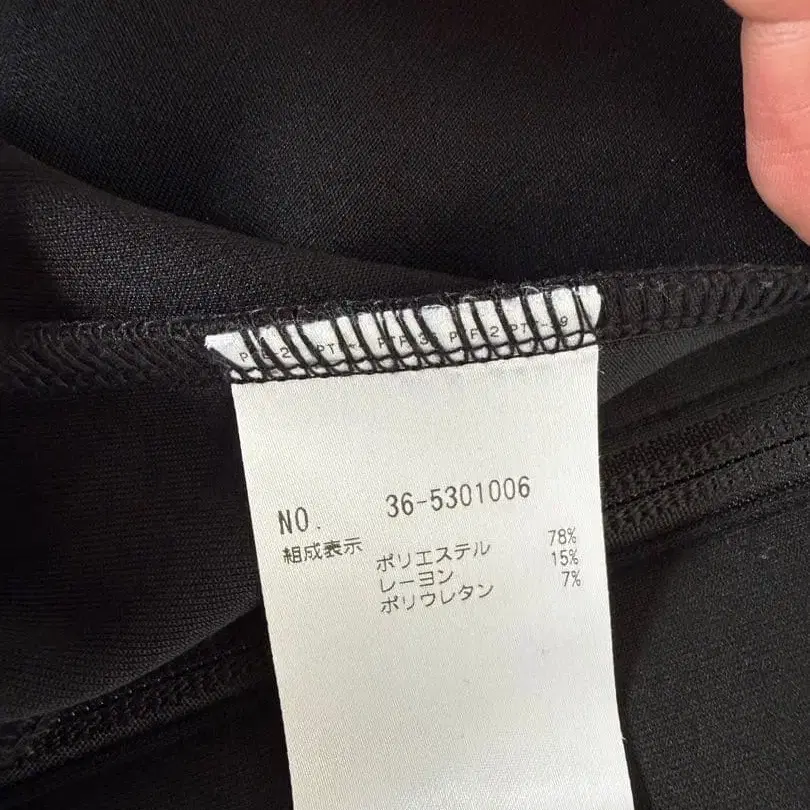 NO. 36-5301006
組成表示
ポリエステル 78%
レーヨン 15%
ポリウレタン 7%